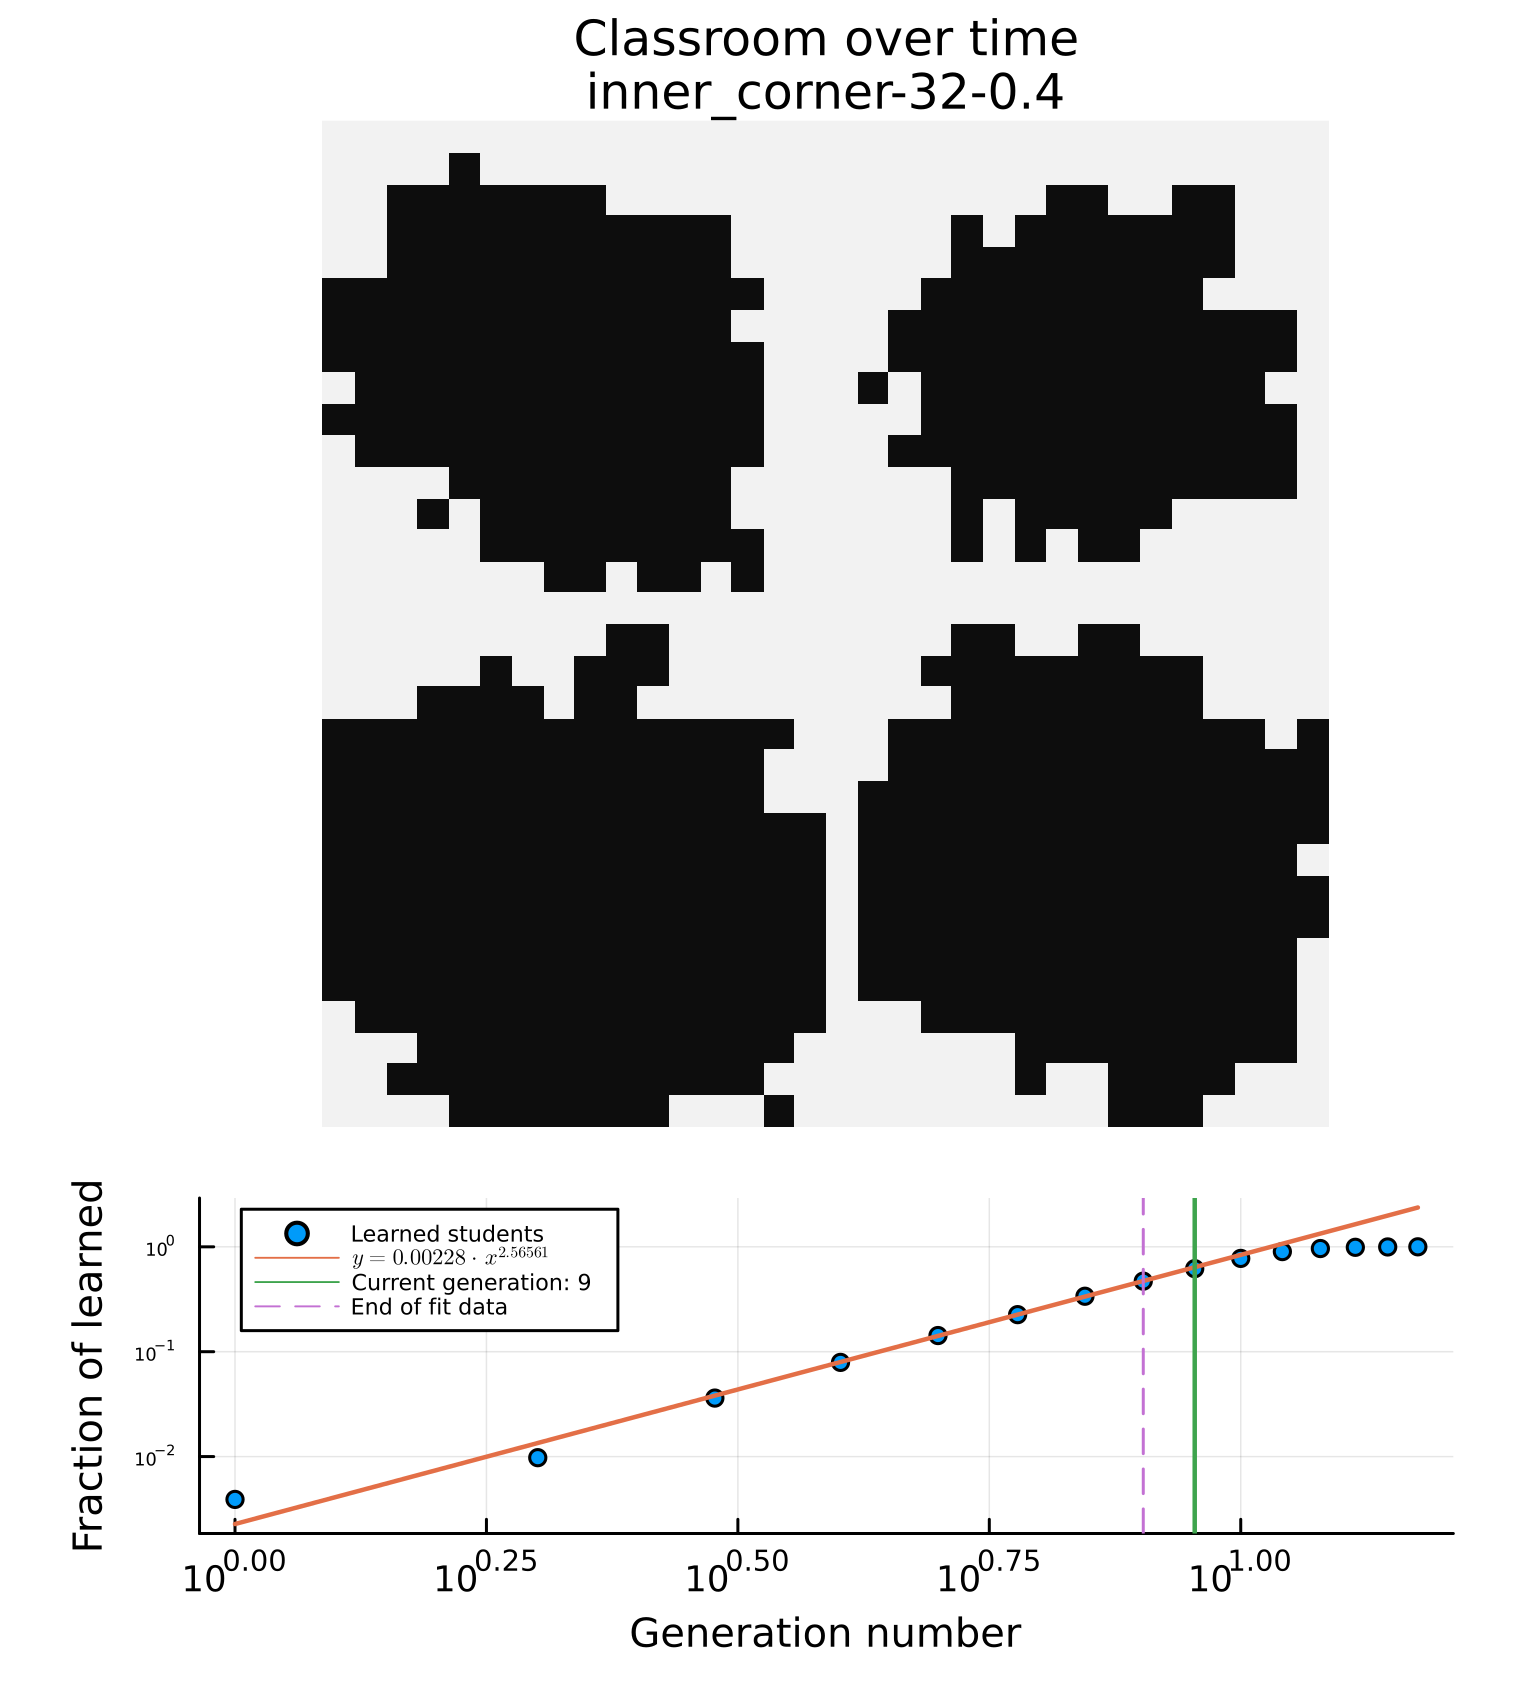 Classroom over time
inner_corner-32-0.4
Fraction of learned
10⁰
10⁻¹
10⁻²
Learned students
y = 0.00228 · x^2.56561
Current generation: 9
End of fit data
10^0.00 10^0.25 10^0.50 10^0.75 10^1.00
Generation number